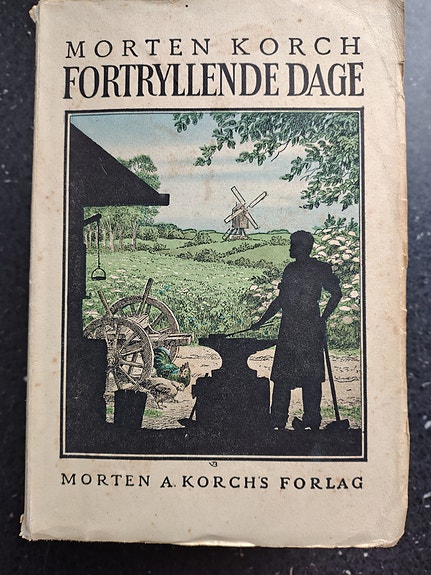 MORTEN KORCH
FORTRYLLENDE DAGE
MORTEN A. KORCH'S FORLAG